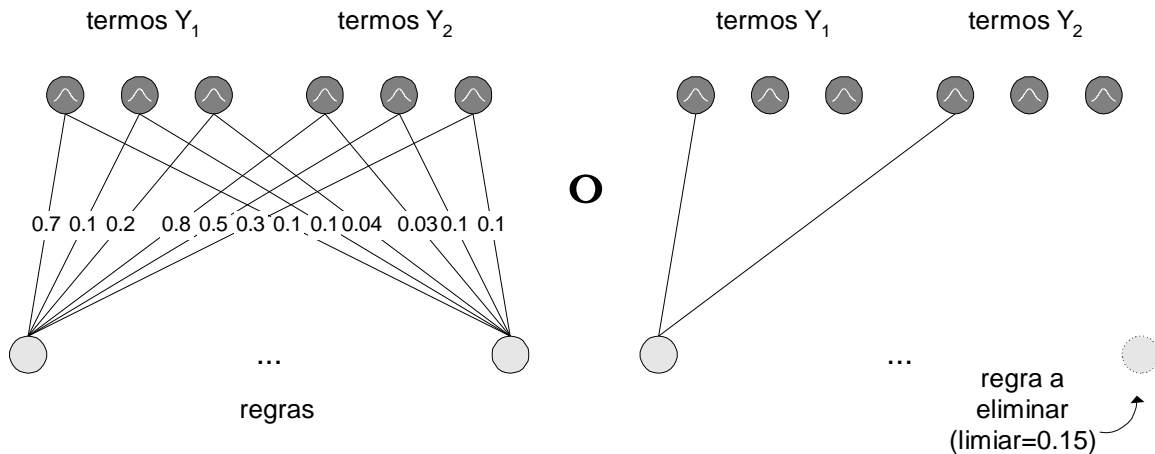 termos Y1 termos Y2 termos Y1 termos Y2
O
0.7 0.1 0.2 0.8 0.5 0.3 0.1 0.1 0.04 0.03 0.1 0.1
... ...
regras
regra a
eliminar
(limiar=0.15)